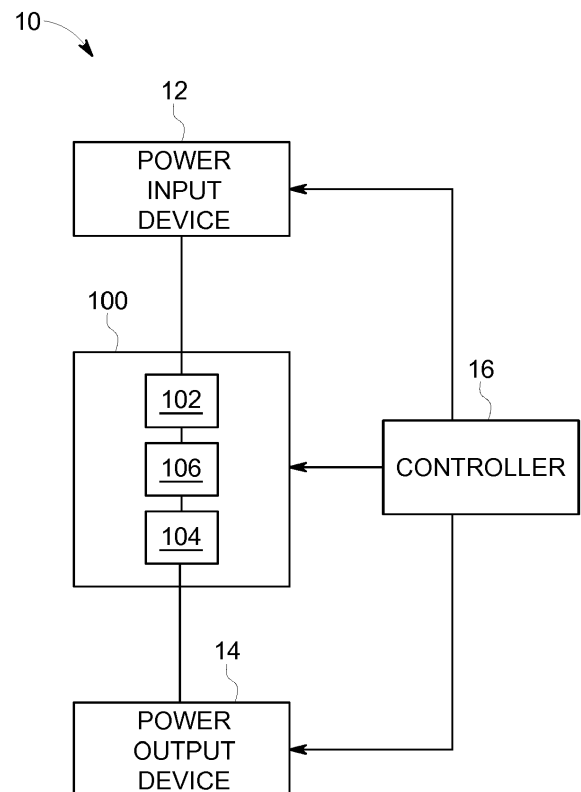 10
12
POWER
INPUT
DEVICE
100
102
106
104
16
CONTROLLER
14
POWER
OUTPUT
DEVICE